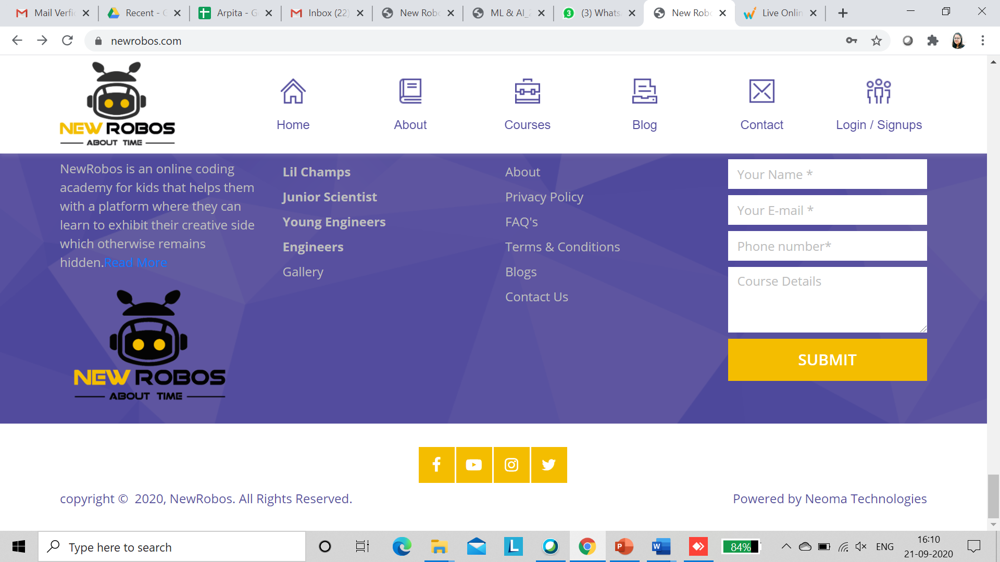 Mail Verfi
Recent - G
Arpita - G
Inbox (22)
New Robo
ML & AI_2
(3) Whats
New Robo
Live Onlin
newrobos.com
NEW ROBOS
ABOUT TIME
Home
About
Courses
Blog
Contact
Login / Signups
NewRobos is an online coding
academy for kids that helps them
with a platform where they can
learn to exhibit their creative side
which otherwise remains
hidden.Read More
NEW ROBOS
ABOUT TIME
Lil Champs
Junior Scientist
Young Engineers
Engineers
Gallery
About
Privacy Policy
FAQ's
Terms & Conditions
Blogs
Contact Us
Your Name *
Your E-mail *
Phone number*
Course Details
SUBMIT
copyright © 2020, NewRobos. All Rights Reserved.
Powered by Neoma Technologies
Type here to search
84%
ENG
16:10
21-09-2020